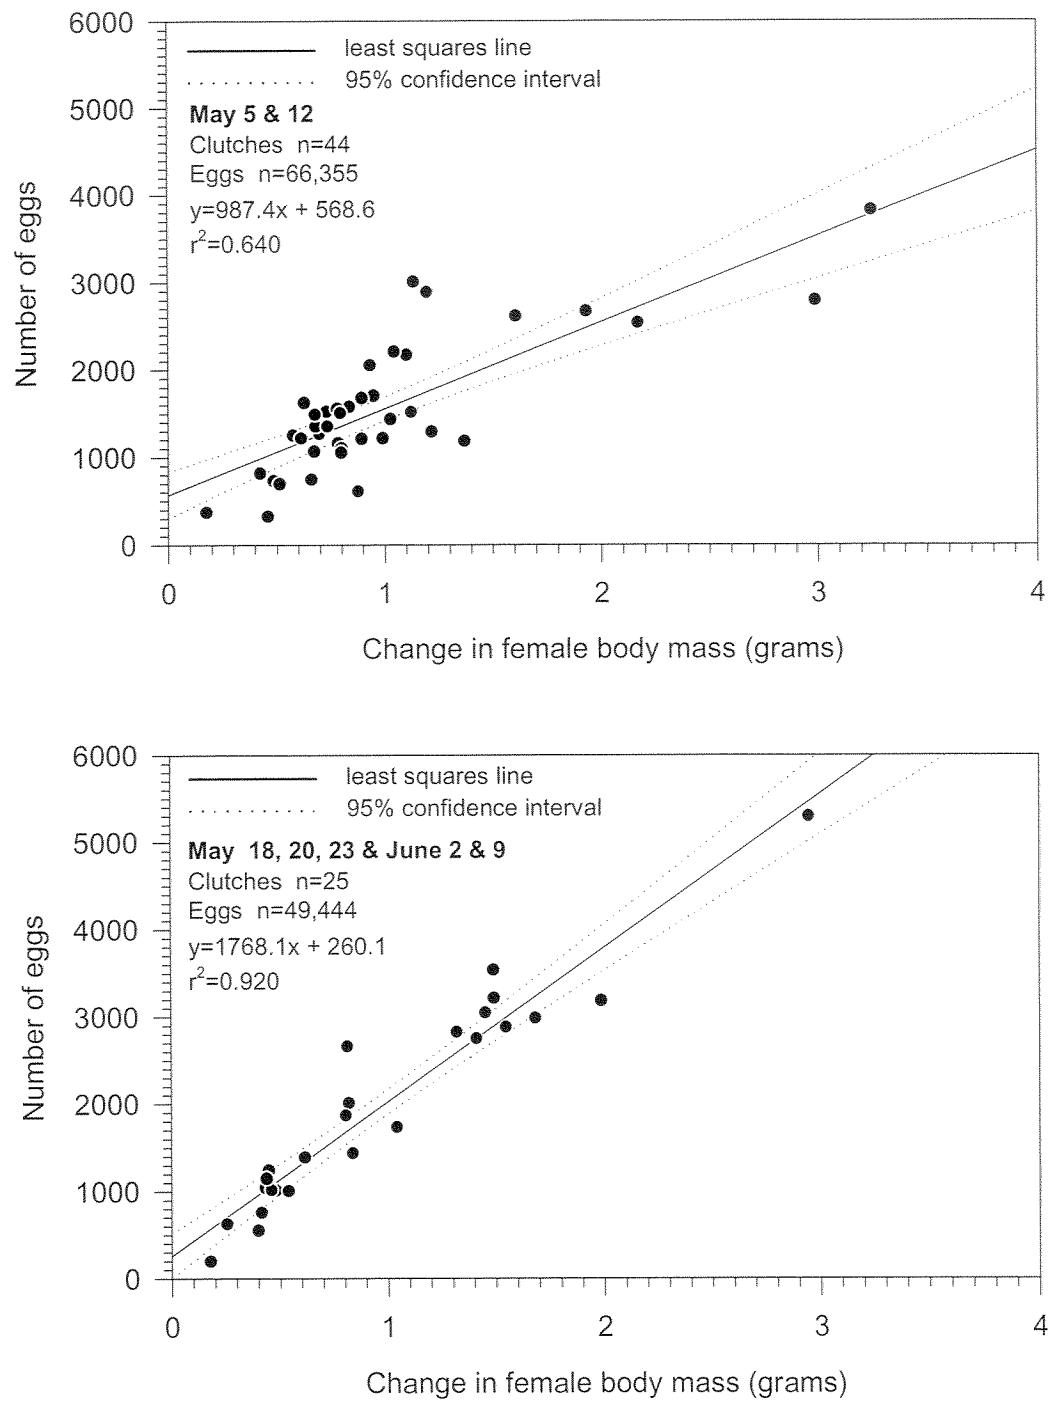 6000
5000
4000
3000
2000
1000
0
Number of eggs
least squares line
95% confidence interval
May 5 & 12
Clutches n=44
Eggs n=66,355
y=987.4x + 568.6
r²=0.640
0 1 2 3 4
Change in female body mass (grams)
6000
5000
4000
3000
2000
1000
0
Number of eggs
least squares line
95% confidence interval
May 18, 20, 23 & June 2 & 9
Clutches n=25
Eggs n=49,444
y=1768.1x + 260.1
r²=0.920
0 1 2 3 4
Change in female body mass (grams)